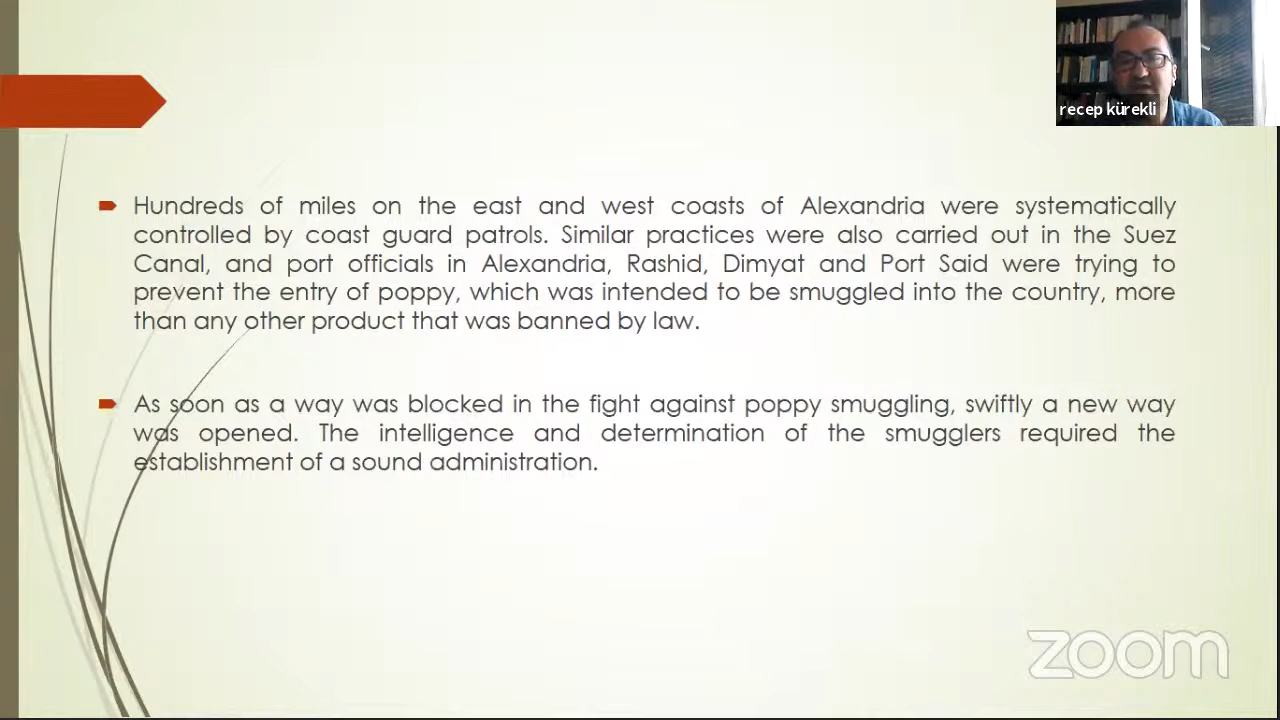 recep kürekli
Hundreds of miles on the east and west coasts of Alexandria were systematically
controlled by coast guard patrols. Similar practices were also carried out in the Suez
Canal, and port officials in Alexandria, Rashid, Dimyat and Port Said were trying to
prevent the entry of poppy, which was intended to be smuggled into the country, more
than any other product that was banned by law.
As soon as a way was blocked in the fight against poppy smuggling, swiftly a new way
was opened. The intelligence and determination of the smugglers required the
establishment of a sound administration.
zoom